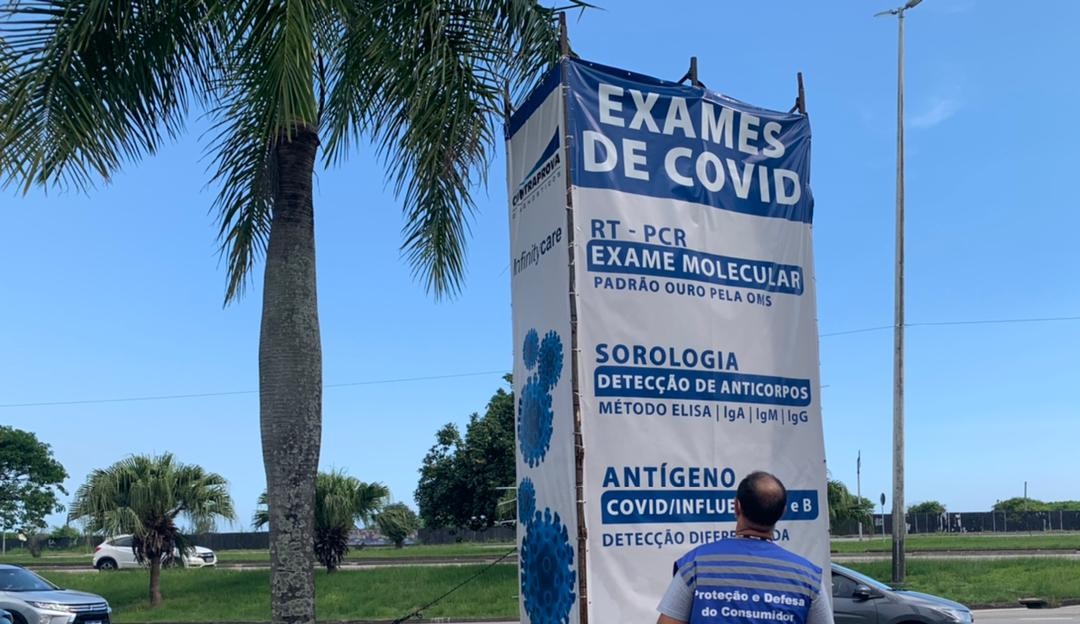 EXAMES
DE COVID
RT - PCR
EXAME MOLECULAR
PADRÃO OURO PELA OMS
SOROLOGIA
DETECÇÃO DE ANTICORPOS
MÉTODO ELISA | IgA | IgM | IgG
ANTÍGENO
COVID/INFLUE e B
DETECÇÃO DIFERE DA
CONTRAPROVA
Infinitycare
Proteção e Defesa
do Consumidor